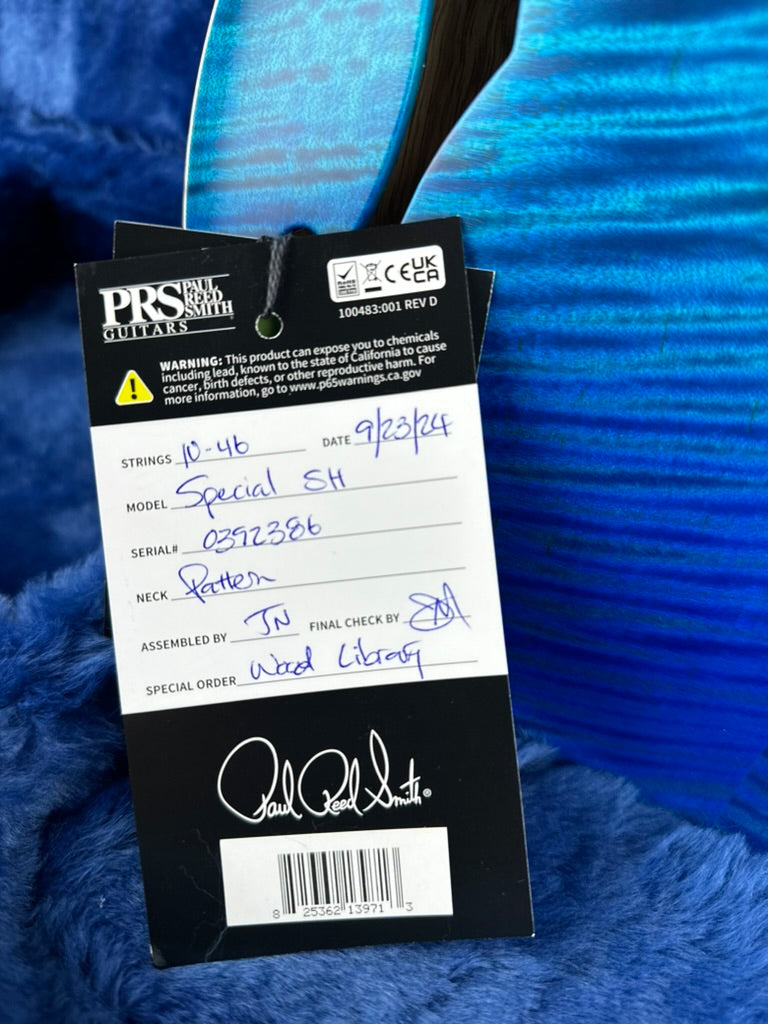 PRS PAUL REED SMITH
GUITARS
RoHS CE UK CA
100483:001 REV D
WARNING: This product can expose you to chemicals
including lead, known to the state of California to cause
cancer, birth defects, or other reproductive harm. For
more information, go to www.p65warnings.ca.gov
STRINGS 10-46 DATE 9/23/24
MODEL Special SH
SERIAL# 0392386
NECK Pattern
ASSEMBLED BY JN FINAL CHECK BY
SPECIAL ORDER Wood Library
Paul Reed Smith®
8 25362 13971 3